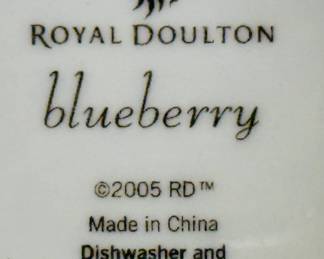 ROYAL DOULTON
blueberry
©2005 RD™
Made in China
Dishwasher and